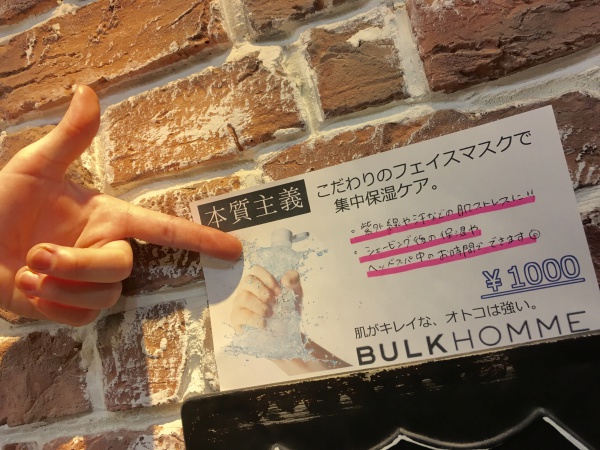 本質主義
こだわりのフェイスマスクで
集中保湿ケア。
・紫外線や汗などの肌ストレスに!!
・シェービング後の保湿や
ヘッドスパ中のお時間でできます
¥1000
肌がキレイな、オトコは強い。
BULK HOMME